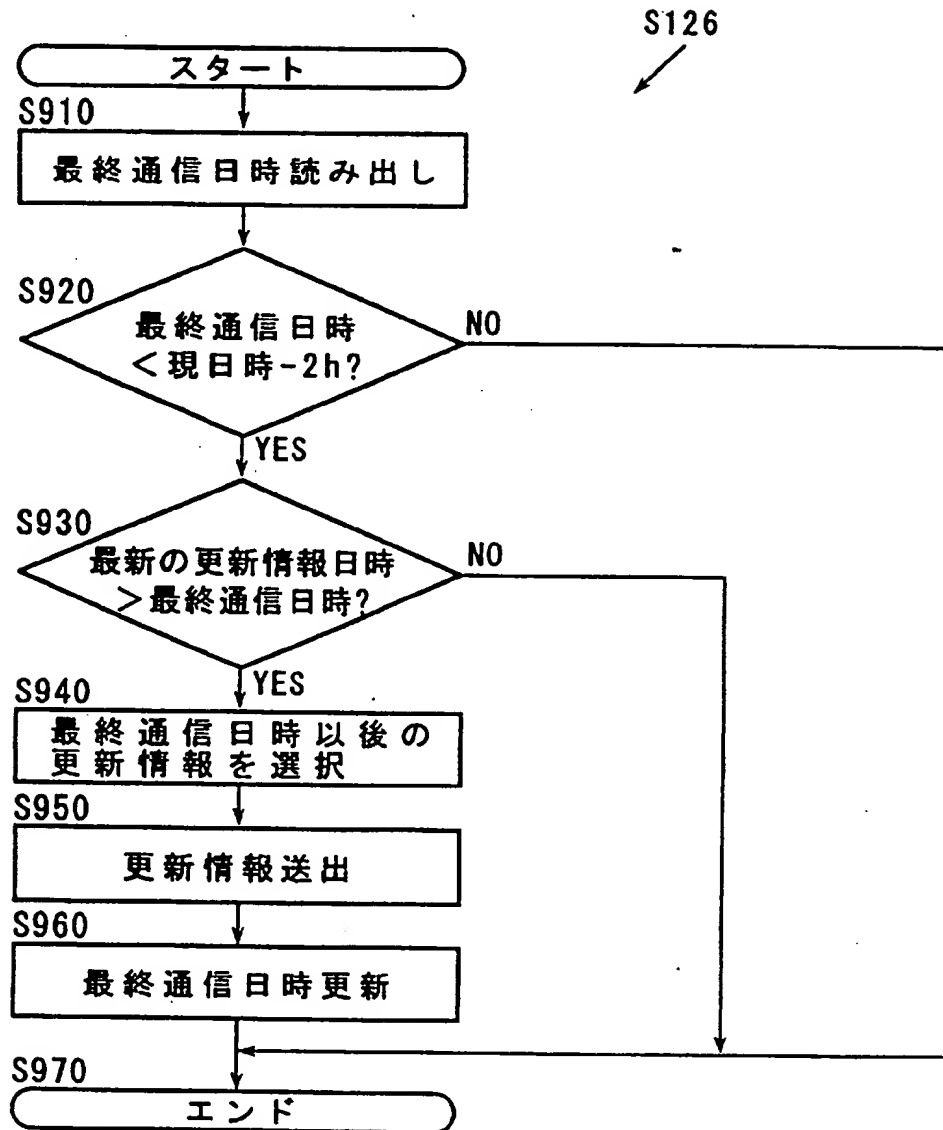 S126
スタート
S910
最終通信日時読み出し
S920
最終通信日時
<現日時-2h?
NO
YES
S930
最新の更新情報日時
>最終通信日時?
NO
YES
S940
最終通信日時以後の
更新情報を選択
S950
更新情報送出
S960
最終通信日時更新
S970
エンド